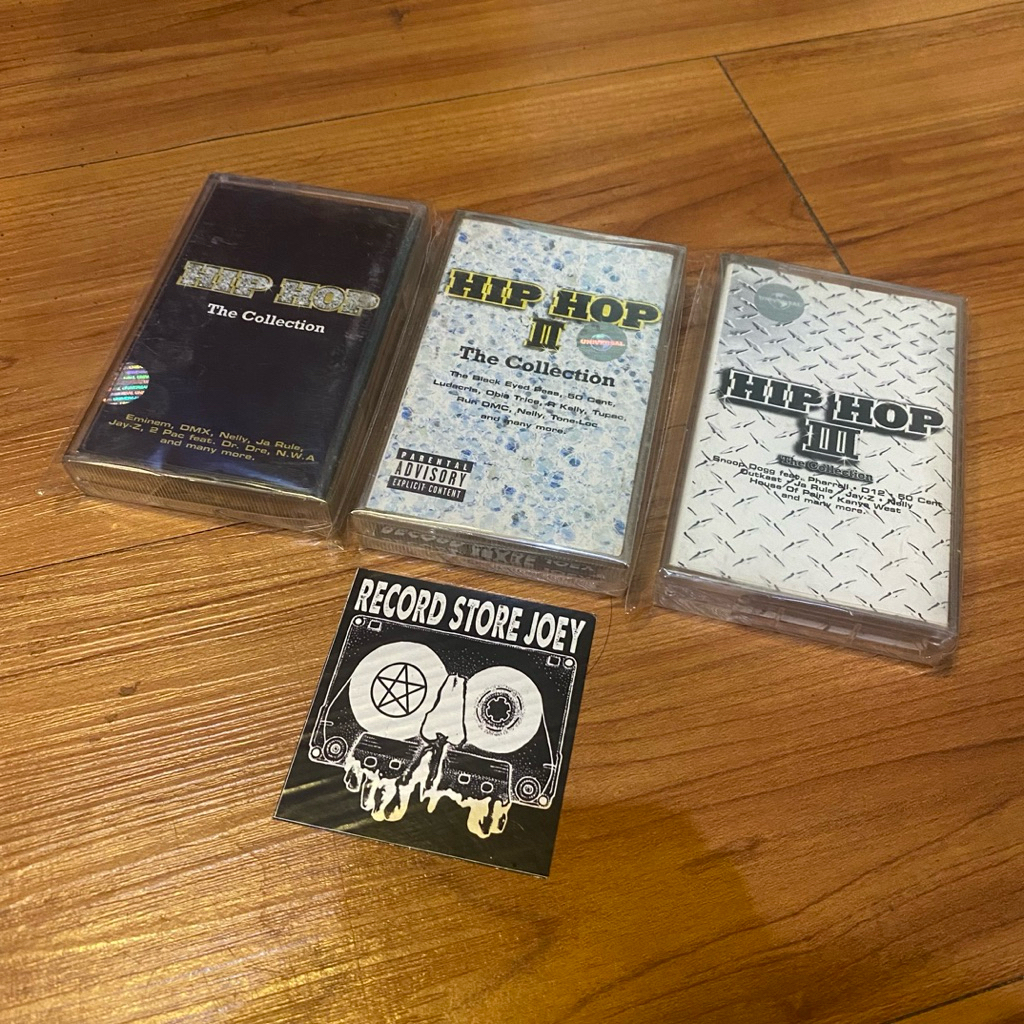 HIP HOP
The Collection
Eminem, DMX, Nelly, Ja Rule,
Jay-Z, 2 Pac feat. Dr. Dre, N.W.A
and many more.
HIP HOP
II
UNIVERSAL
The Collection
The Black Eyed Peas, 50 Cent,
Ludacris, Obie Trice, R Kelly, Tupac,
Run DMC, Nelly, Tone-Loc
and many more.
PARENTAL
ADVISORY
EXPLICIT CONTENT
HIP HOP
III
The Collection
Snoop Dogg feat. Pharrell • D12 • 50 Cent
Outkast • Ja Rule • Jay-Z • Nelly
House Of Pain • Kanye West
and many more.
RECORD STORE JOEY